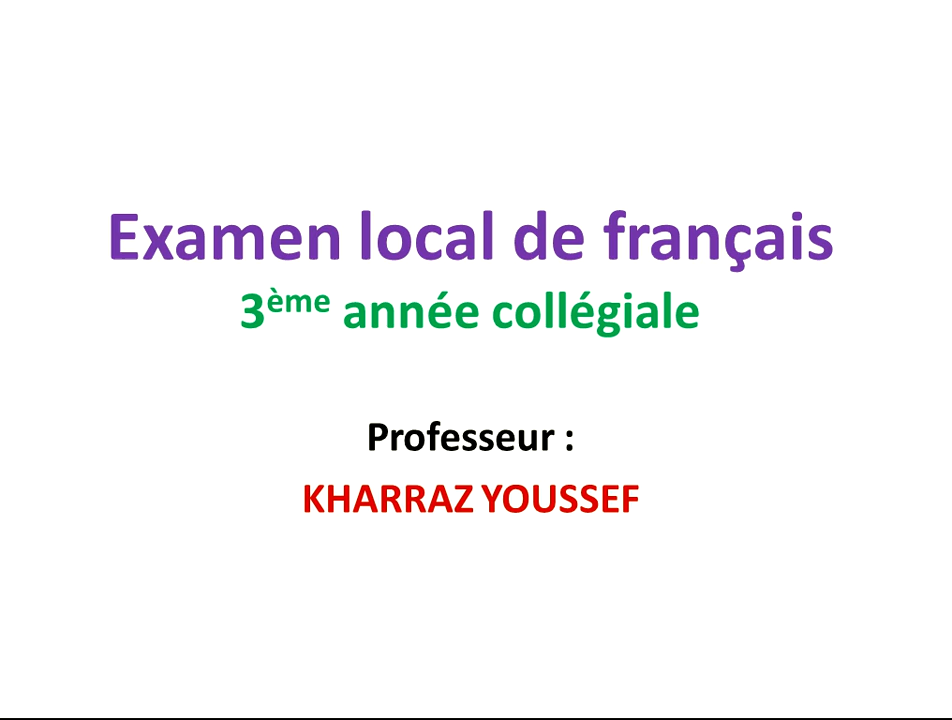 Examen local de français
3ème année collégiale
Professeur :
KHARRAZ YOUSSEF